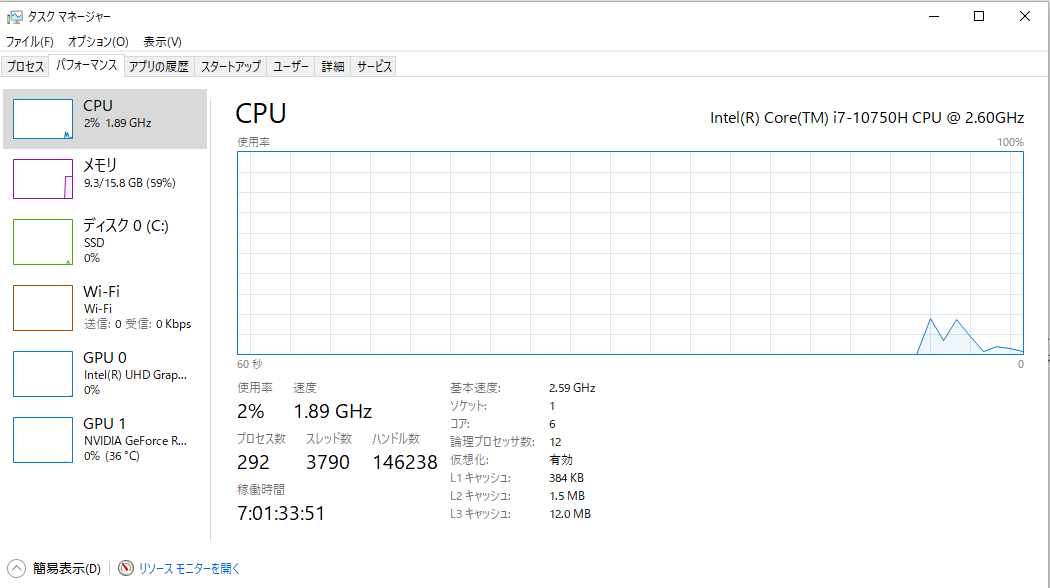 タスク マネージャー
ファイル(F) オプション(O) 表示(V)
プロセス パフォーマンス アプリの履歴 スタートアップ ユーザー 詳細 サービス
CPU
2% 1.89 GHz
メモリ
9.3/15.8 GB (59%)
ディスク 0 (C:)
SSD
0%
Wi-Fi
Wi-Fi
送信: 0 受信: 0 Kbps
GPU 0
Intel(R) UHD Grap...
0%
GPU 1
NVIDIA GeForce R...
0% (36 °C)
CPU
Intel(R) Core(TM) i7-10750H CPU @ 2.60GHz
使用率 100%
60 秒 0
使用率 速度
2% 1.89 GHz
プロセス数 スレッド数 ハンドル数
292 3790 146238
稼働時間
7:01:33:51
基本速度: 2.59 GHz
ソケット: 1
コア: 6
論理プロセッサ数: 12
仮想化: 有効
L1 キャッシュ: 384 KB
L2 キャッシュ: 1.5 MB
L3 キャッシュ: 12.0 MB
簡易表示(D) リソース モニターを開く